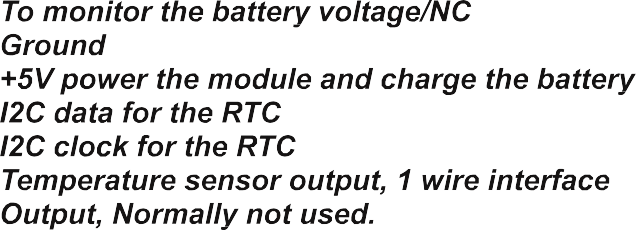 To monitor the battery voltage/NC
Ground
+5V power the module and charge the battery
I2C data for the RTC
I2C clock for the RTC
Temperature sensor output, 1 wire interface
Output, Normally not used.